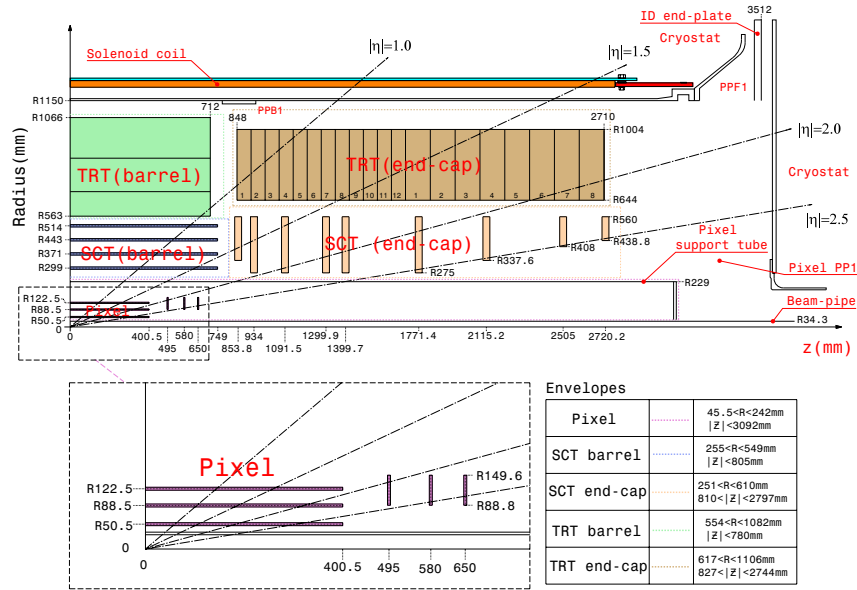 3512
ID end-plate
Cryostat
|η|=1.0
|η|=1.5
Solenoid coil
PPF1
R1150
PPB1
712
848
2710
R1066
R1004
TRT(barrel)
TRT(end-cap)
|η|=2.0
Cryostat
Radius(mm)
1 2 3 4 5 6 7 8 9 10 11 12 1 2 3 4 5 6 7 8
R644
R563
R514
R443
R371
R299
SCT(barrel)
SCT (end-cap)
R560
R438.8
R408
R337.6
R275
|η|=2.5
Pixel
support tube
Pixel PP1
R229
Beam-pipe
R122.5
R88.5
R50.5
Pixel
R34.3
0
0
400.5 580 749 934 1299.9 1771.4 2115.2 2505 2720.2
495 650 853.8 1091.5 1399.7
z(mm)
Pixel
R122.5
R88.5
R50.5
0
R149.6
R88.8
0
400.5
495
580
650
Envelopes
Pixel
45.5<R<242mm
|Z|<3092mm
SCT barrel
255<R<549mm
|Z|<805mm
SCT end-cap
251<R<610mm
810<|Z|<2797mm
TRT barrel
554<R<1082mm
|Z|<780mm
TRT end-cap
617<R<1106mm
827<|Z|<2744mm